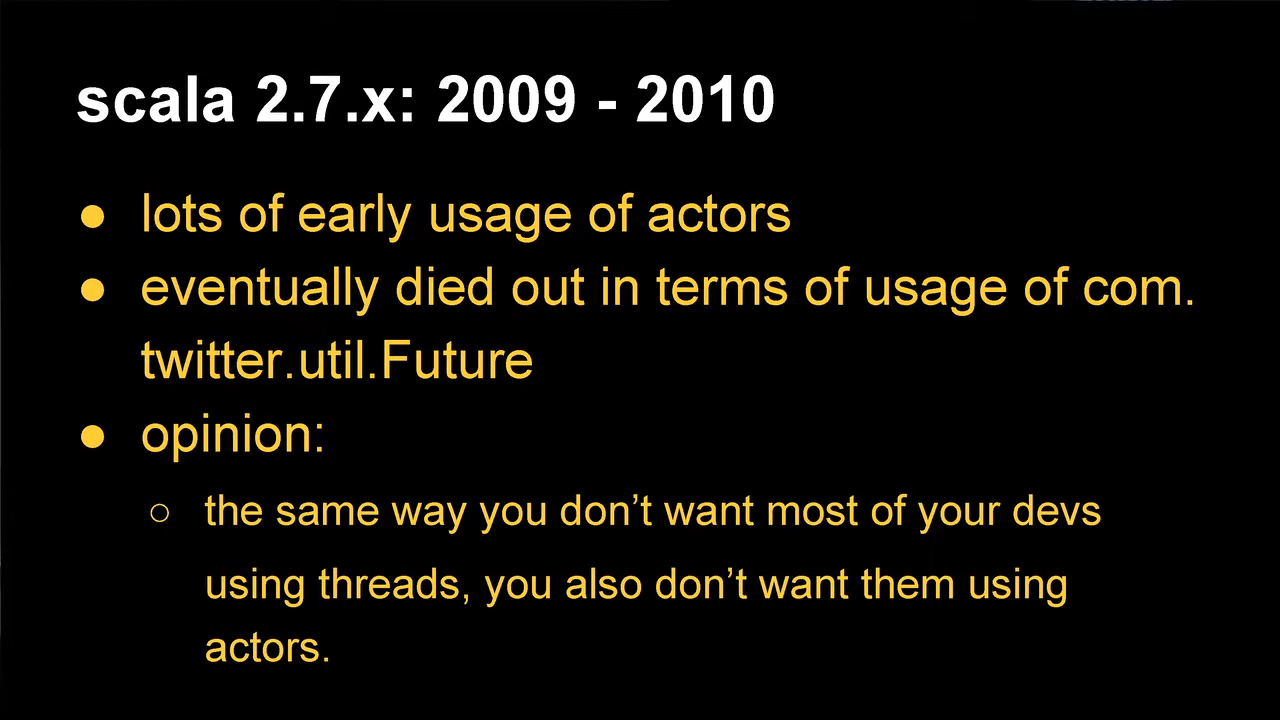 scala 2.7.x: 2009 - 2010
● lots of early usage of actors
● eventually died out in terms of usage of com.
twitter.util.Future
● opinion:
○ the same way you don’t want most of your devs
using threads, you also don’t want them using
actors.